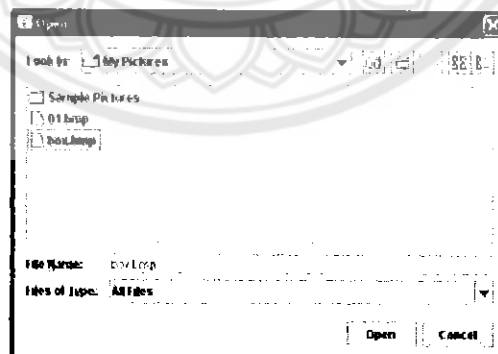 Open
Look In: My Pictures
Sample Pictures
01.bmp
box.bmp
File Name: box.bmp
Files of Type: All Files
Open Cancel